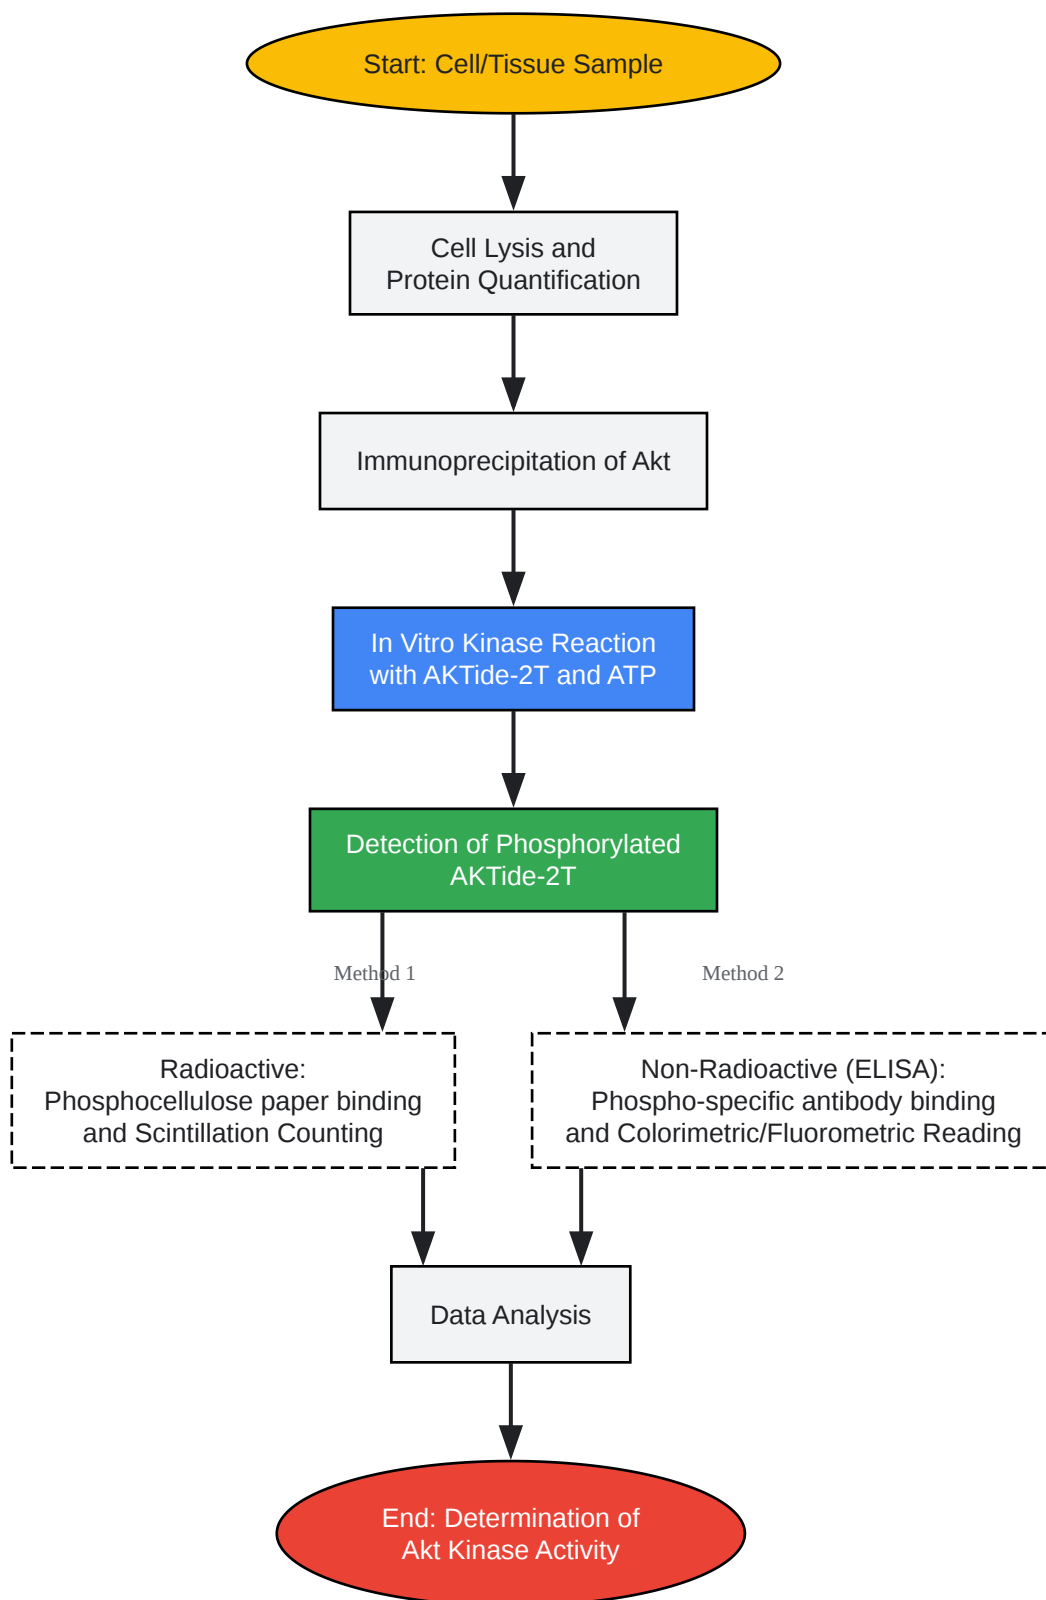 Start: Cell/Tissue Sample
Cell Lysis and
Protein Quantification
Immunoprecipitation of Akt
In Vitro Kinase Reaction
with AKTide-2T and ATP
Detection of Phosphorylated
AKTide-2T
Method 1
Method 2
Radioactive:
Phosphocellulose paper binding
and Scintillation Counting
Non-Radioactive (ELISA):
Phospho-specific antibody binding
and Colorimetric/Fluorometric Reading
Data Analysis
End: Determination of
Akt Kinase Activity